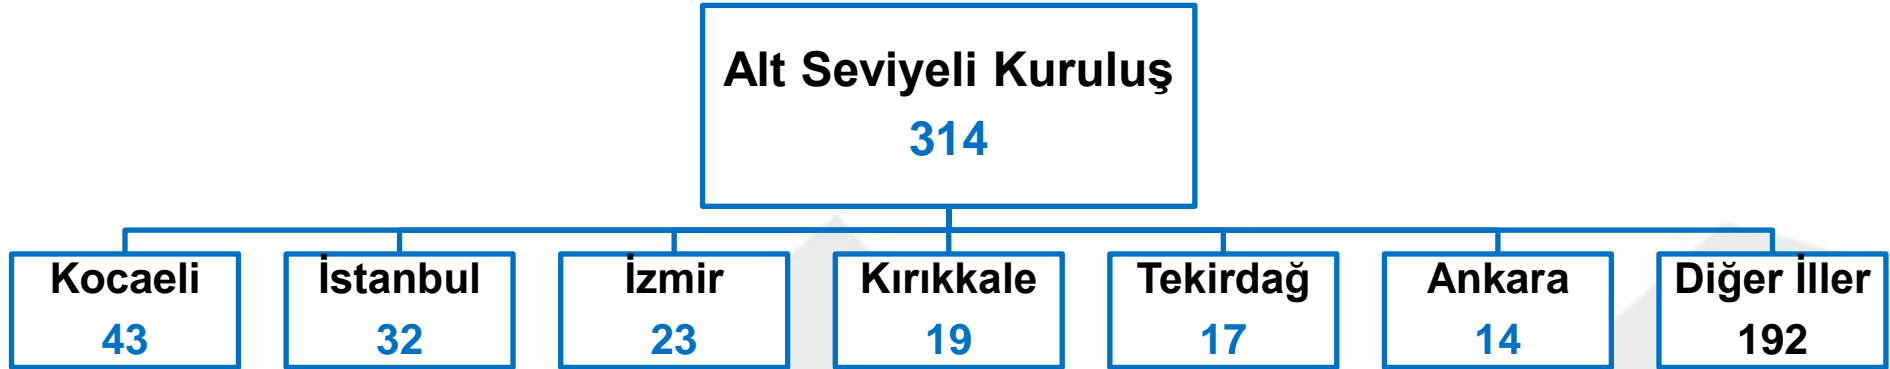 Alt Seviyeli Kuruluş
314
Kocaeli
43
İstanbul
32
İzmir
23
Kırıkkale
19
Tekirdağ
17
Ankara
14
Diğer İller
192